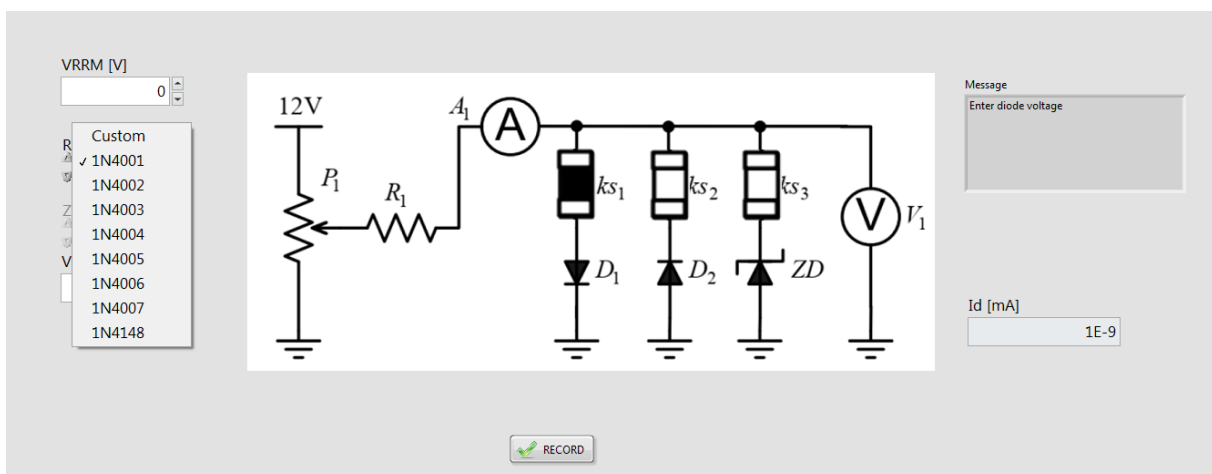 VRRM [V]
0
R
Custom
1N4001
1N4002
1N4003
1N4004
1N4005
1N4006
1N4007
1N4148
Z
V
12V
P1
R1
A1
A
ks1
ks2
ks3
D1
D2
ZD
V
V1
Message
Enter diode voltage
Id [mA]
1E-9
RECORD